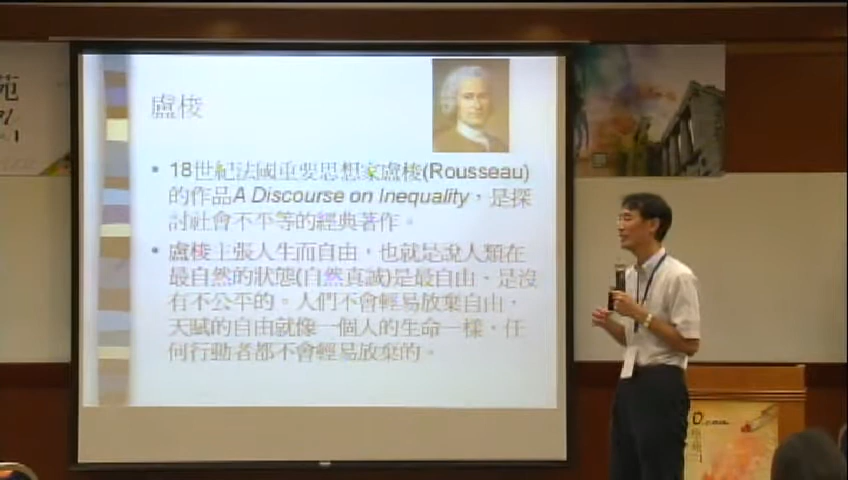 苑
盧梭
• 18世紀法國重要思想家盧梭(Rousseau)
的作品A Discourse on Inequality，是探
討社會不平等的經典著作。
• 盧梭主張人生而自由，也就是說人類在
最自然的狀態(自然真誠)是最自由、是沒
有不公平的。人們不會輕易放棄自由，
天賦的自由就像一個人的生命一樣，任
何行動者都不會輕易放棄的。